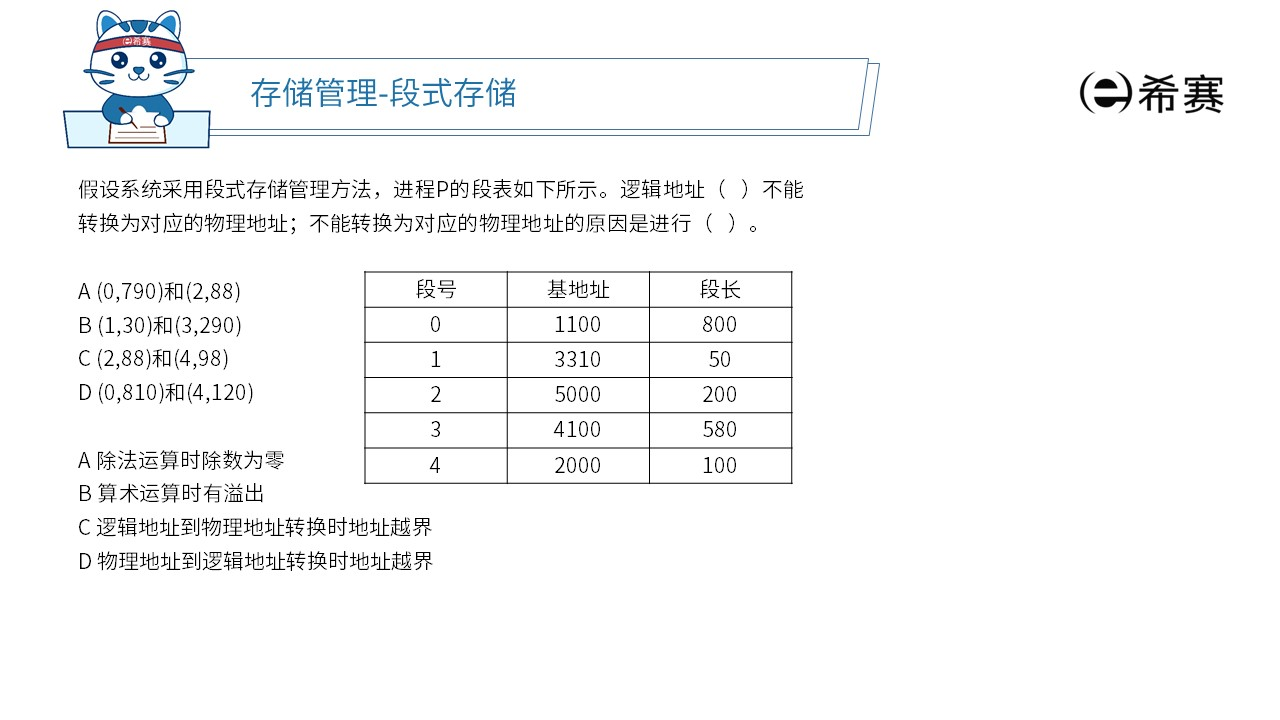 希赛
存储管理-段式存储
希赛
假设系统采用段式存储管理方法，进程P的段表如下所示。逻辑地址（ ）不能
转换为对应的物理地址；不能转换为对应的物理地址的原因是进行（ ）。
A (0,790)和(2,88)
B (1,30)和(3,290)
C (2,88)和(4,98)
D (0,810)和(4,120)
段号 基地址 段长
0 1100 800
1 3310 50
2 5000 200
3 4100 580
4 2000 100
A 除法运算时除数为零
B 算术运算时有溢出
C 逻辑地址到物理地址转换时地址越界
D 物理地址到逻辑地址转换时地址越界